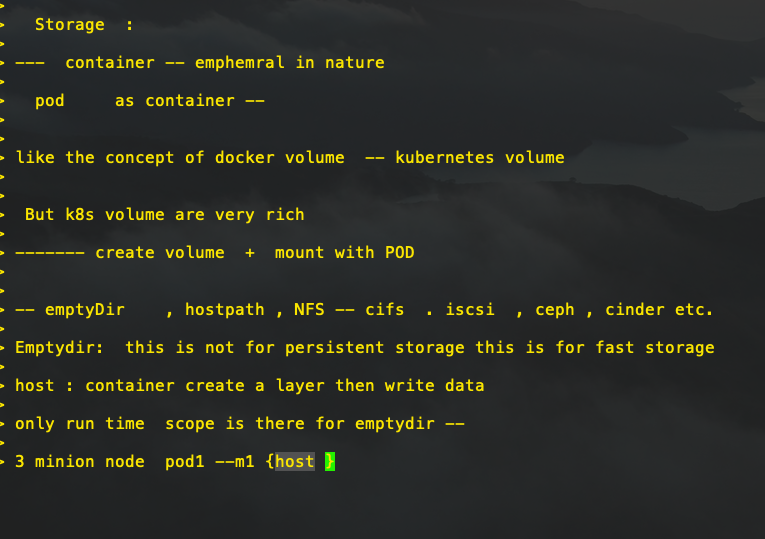 Storage  :
---  container -- emphemral in nature
pod     as container --
like the concept of docker volume  -- kubernetes volume
But k8s volume are very rich
------- create volume  +  mount with POD
-- emptyDir    , hostpath , NFS -- cifs  . iscsi  , ceph , cinder etc.
Emptydir:  this is not for persistent storage this is for fast storage
host : container create a layer then write data
only run time  scope is there for emptydir --
3 minion node  pod1 --m1 {host }